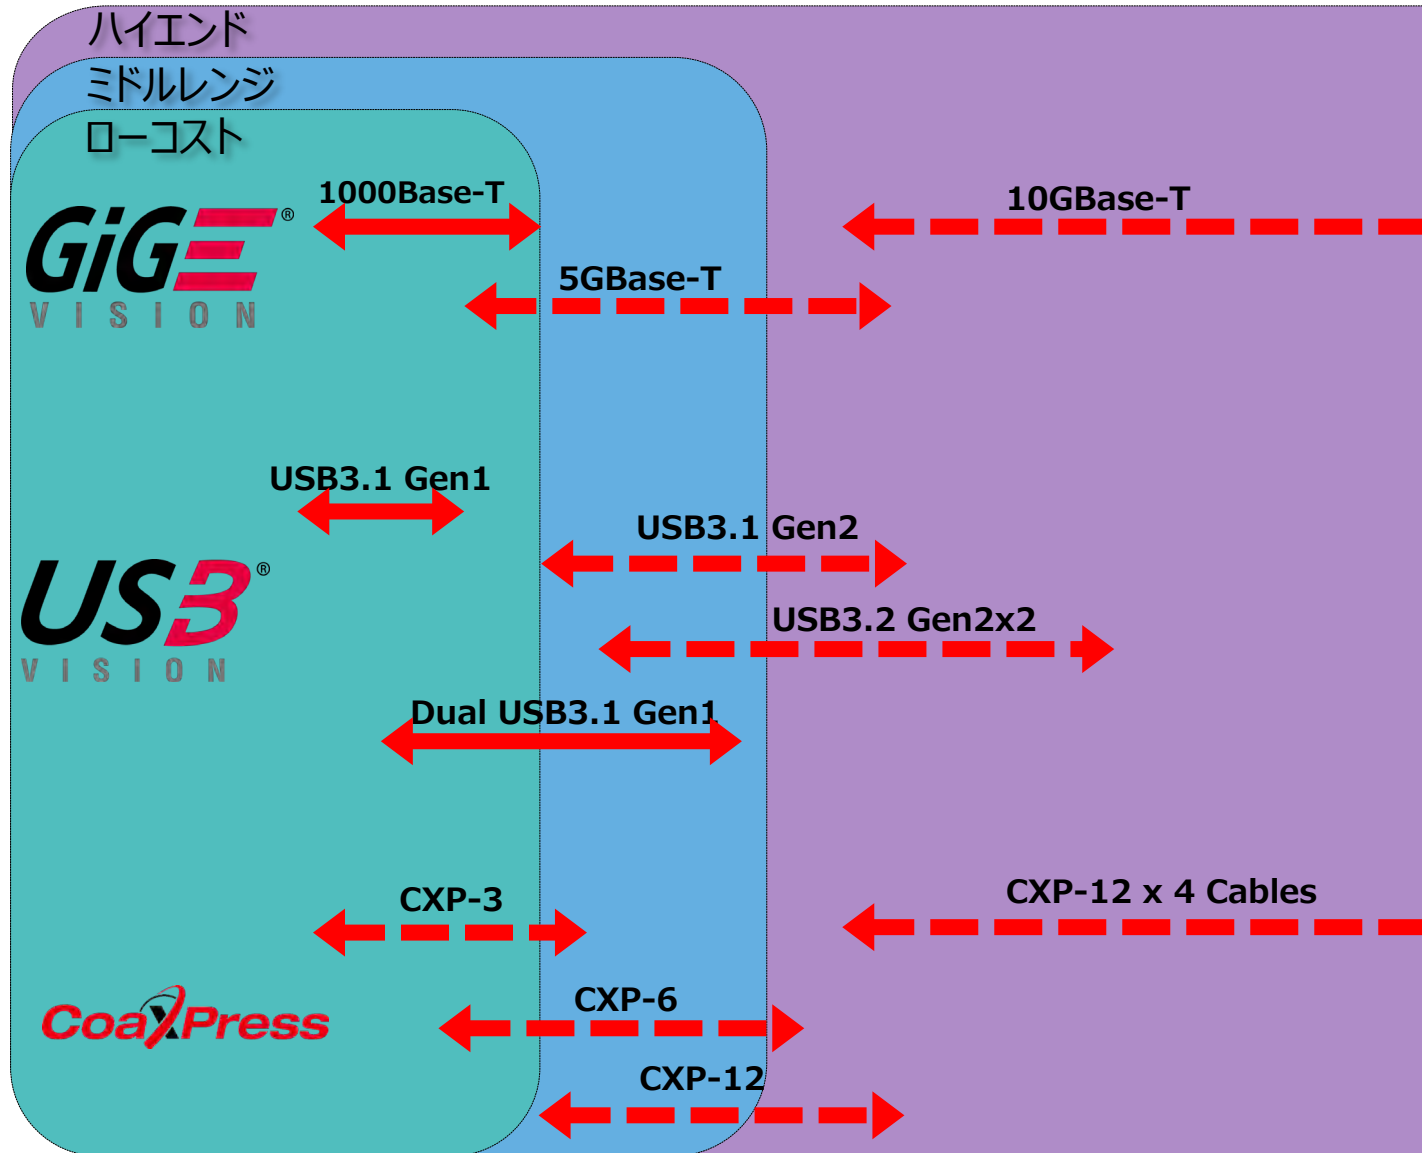 ハイエンド
ミドルレンジ
ローコスト
1000Base-T
10GBase-T
GiGE®
VISION
5GBase-T
USB3.1 Gen1
USB3.1 Gen2
USB3®
VISION
USB3.2 Gen2x2
Dual USB3.1 Gen1
CXP-3
CXP-12 x 4 Cables
CoaXPress
CXP-6
CXP-12